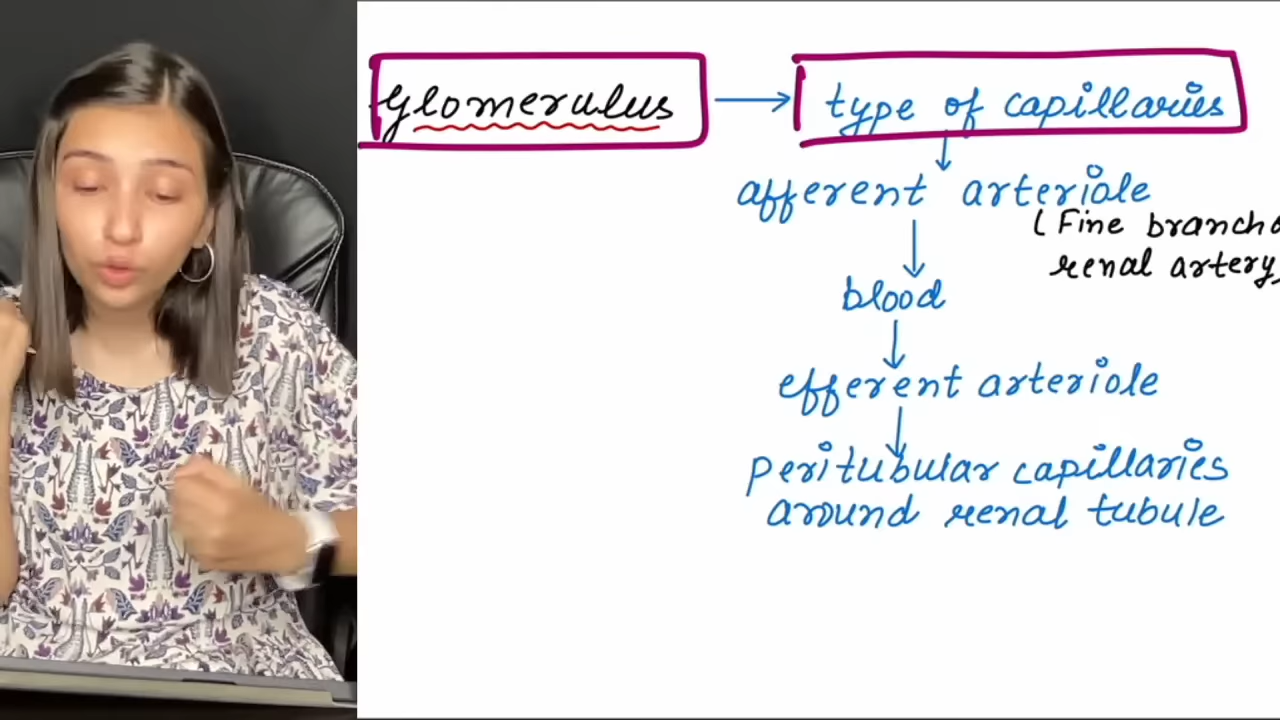 Glomerulus → type of capillaries
afferent arteriole
(Fine branch
renal artery
blood
efferent arteriole
peritubular capillaries
around renal tubule